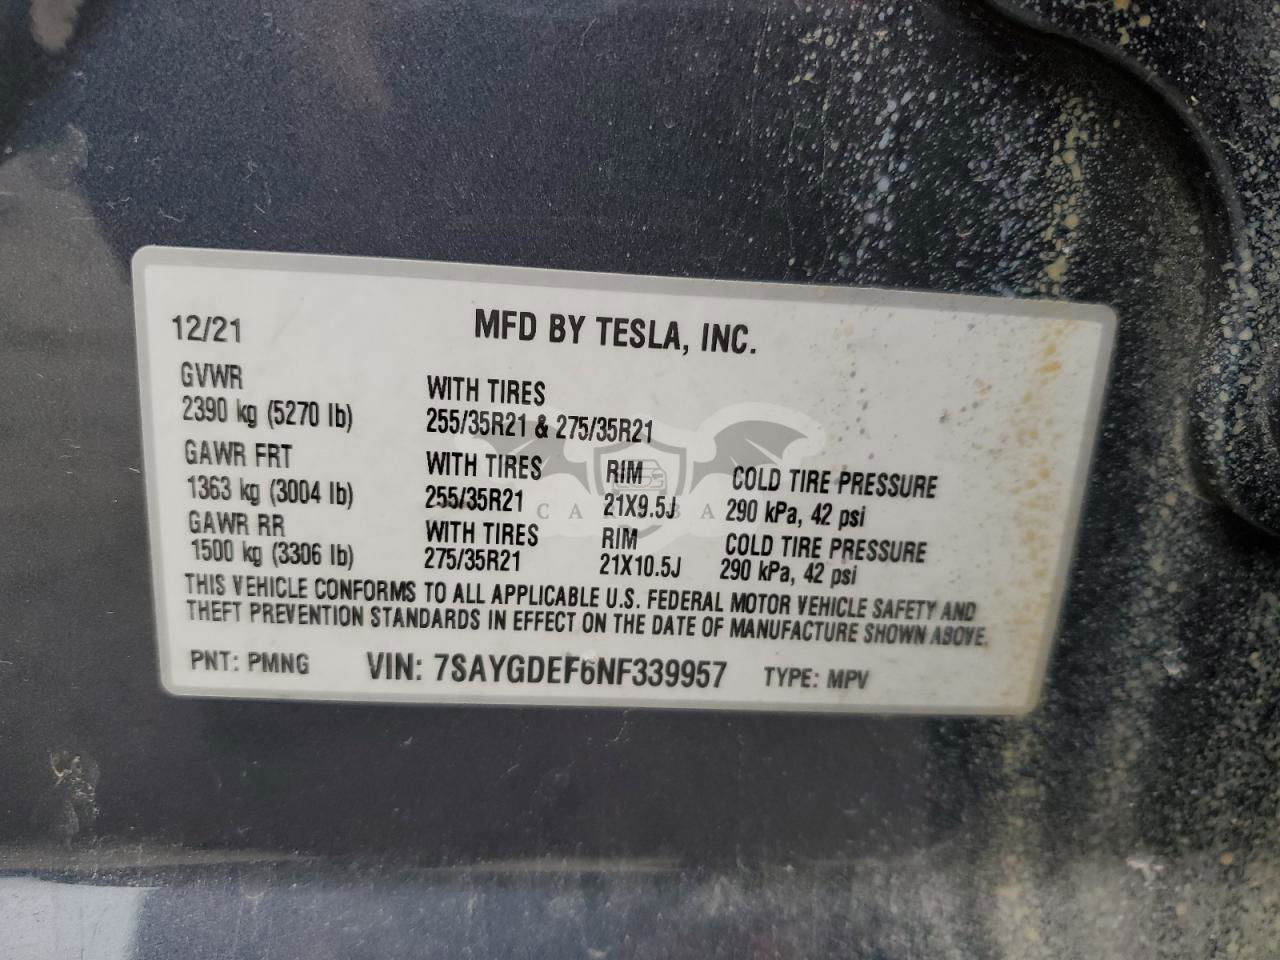 12/21 MFD BY TESLA, INC.
GVWR WITH TIRES
2390 kg (5270 lb) 255/35R21 & 275/35R21
GAWR FRT WITH TIRES RIM COLD TIRE PRESSURE
1363 kg (3004 lb) 255/35R21 21X9.5J 290 kPa, 42 psi
GAWR RR WITH TIRES RIM COLD TIRE PRESSURE
1500 kg (3306 lb) 275/35R21 21X10.5J 290 kPa, 42 psi
THIS VEHICLE CONFORMS TO ALL APPLICABLE U.S. FEDERAL MOTOR VEHICLE SAFETY AND
THEFT PREVENTION STANDARDS IN EFFECT ON THE DATE OF MANUFACTURE SHOWN ABOVE.
PNT: PMNG VIN: 7SAYGDEF6NF339957 TYPE: MPV